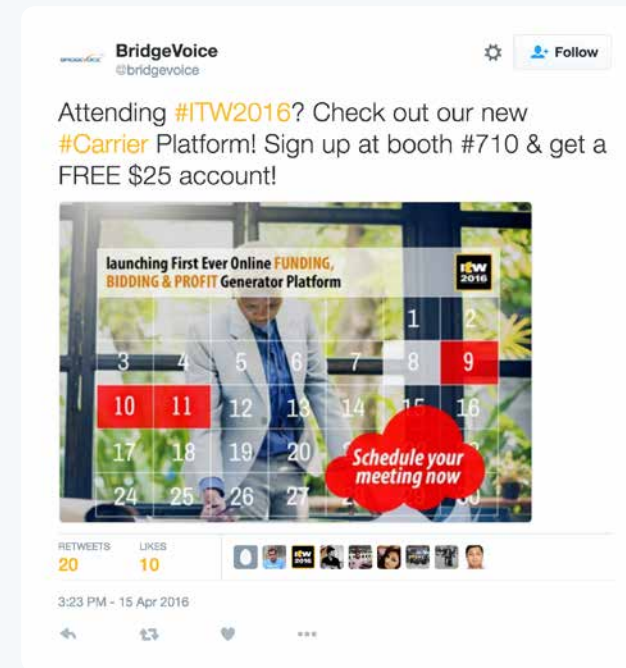 BridgeVoice
@bridgevoice
Follow
Attending #ITW2016? Check out our new
#Carrier Platform! Sign up at booth #710 & get a
FREE $25 account!
launching First Ever Online FUNDING,
BIDDING & PROFIT Generator Platform
ITW
2016
1 2
3 4 5 6 7 8 9
10 11 12 13 14 15 16
17 18 19 20
Schedule your
meeting now
24 25 26 27
RETWEETS LIKES
20 10
3:23 PM - 15 Apr 2016